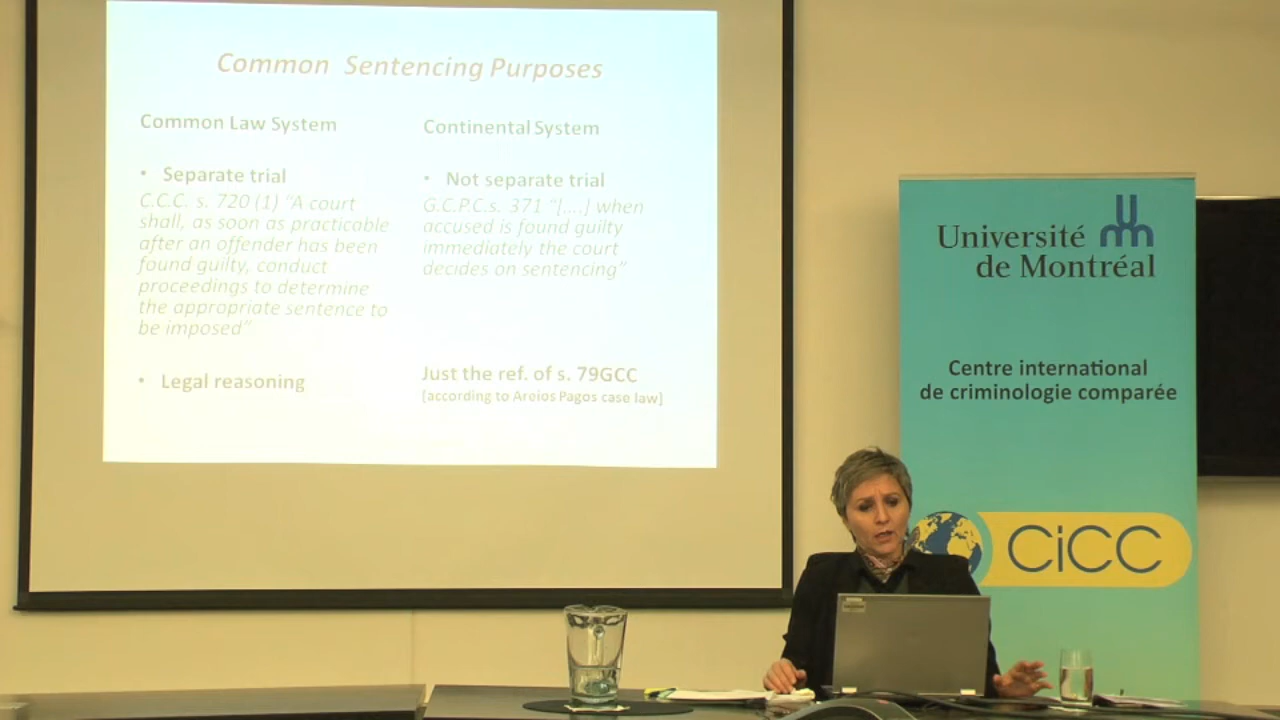 Common Sentencing Purposes
Common Law System
• Separate trial
C.C.C. s. 720 (1) "A court
shall, as soon as practicable
after an offender has been
found guilty, conduct
proceedings to determine
the appropriate sentence to
be imposed"
• Legal reasoning
Continental System
• Not separate trial
G.C.P.C.s. 371 "[....] when
accused is found guilty
immediately the court
decides on sentencing"
Just the ref. of s. 79GCC
[according to Areios Pagos case law]
Université
de Montréal
Centre international
de criminologie comparée
CiCC